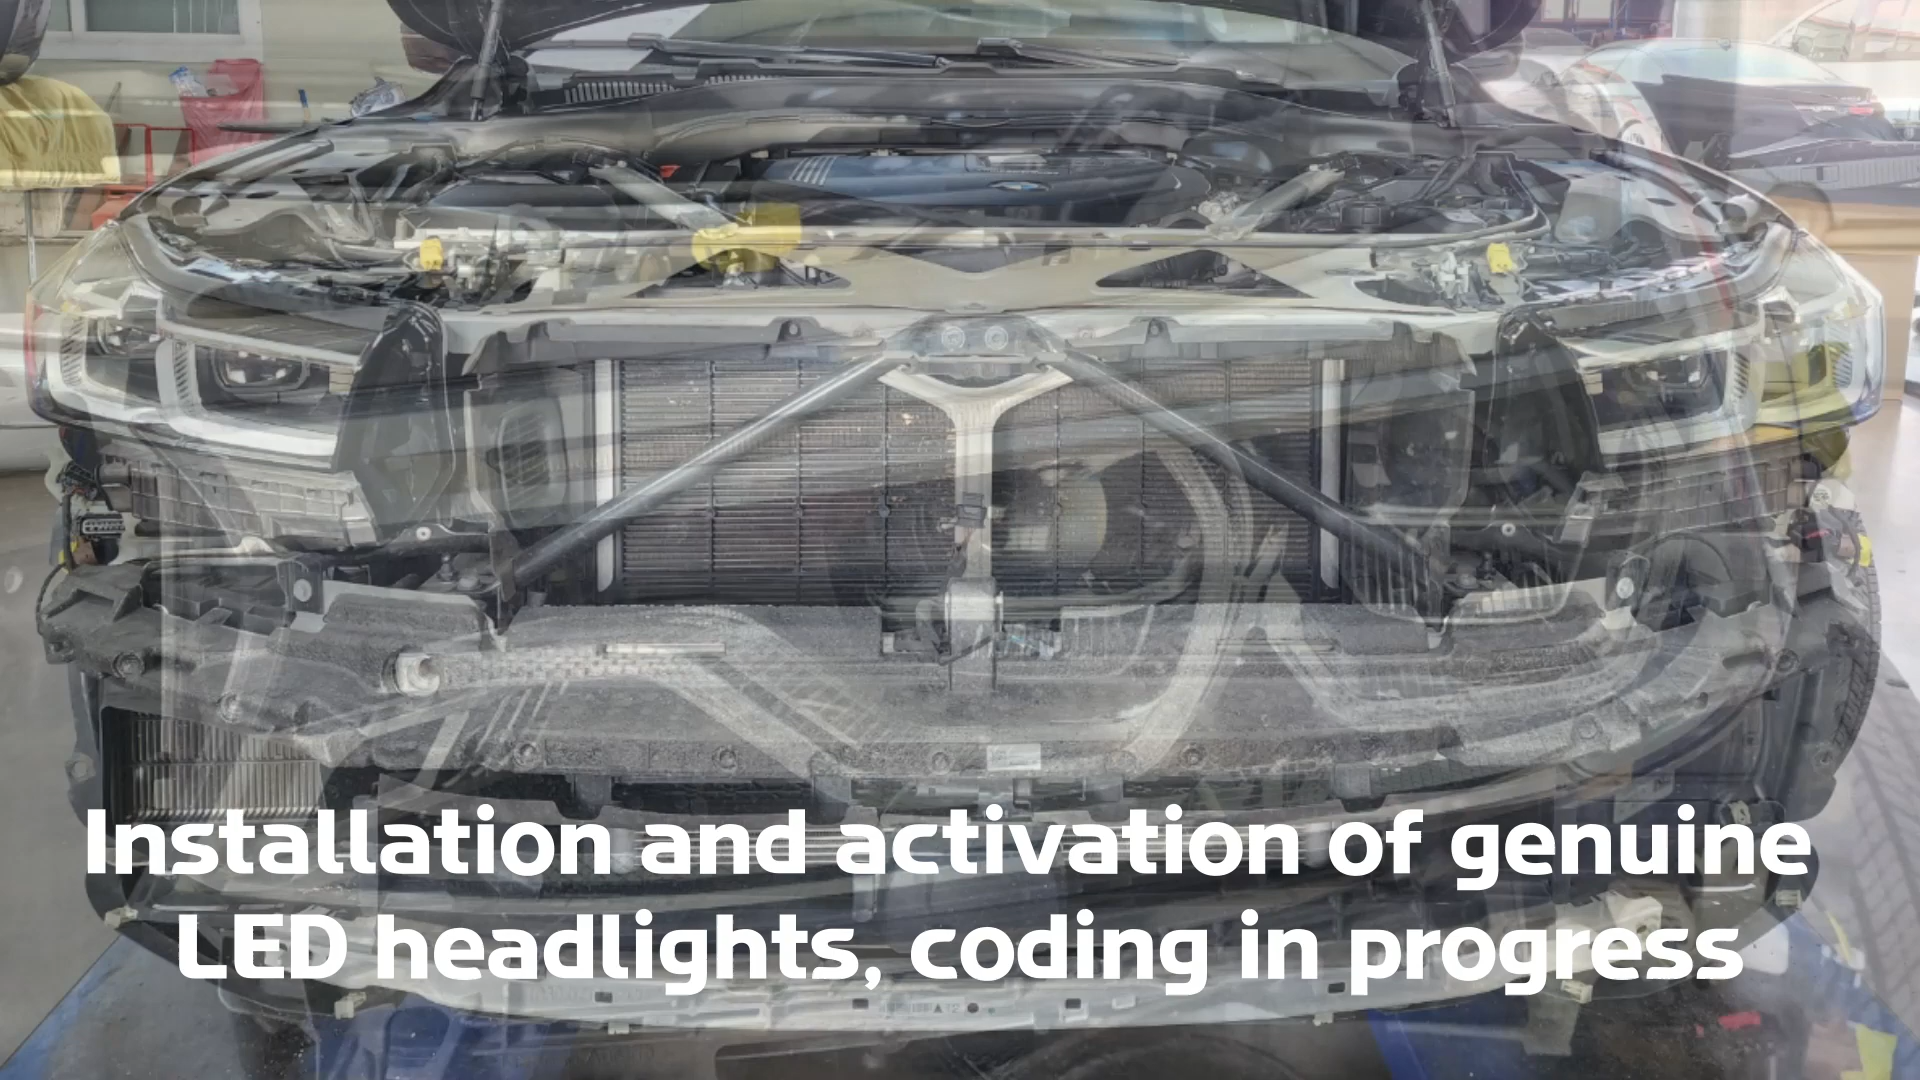 Installation and activation of genuine
LED headlights, coding in progress